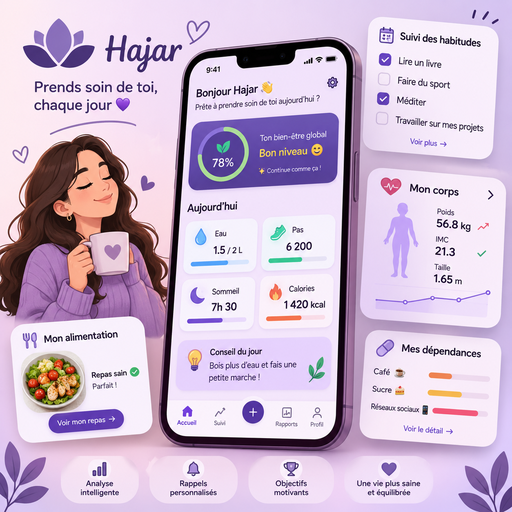 Hajar
Prends soin de toi,
chaque jour 💜
9:41
Bonjour Hajar 👋
Prête à prendre soin de toi aujourd'hui ?
78%
Ton bien-être global
Bon niveau 😊
Continue comme ça !
Aujourd'hui
Eau
1.5 / 2 L
Pas
6 200
Sommeil
7h 30
Calories
1 420 kcal
Conseil du jour
Bois plus d'eau et fais une
petite marche !
Accueil
Suivi
+
Rapports
Profil
Suivi des habitudes
Lire un livre
Faire du sport
Méditer
Travailler sur mes projets
Voir plus →
Mon corps
Poids
56.8 kg
IMC
21.3
Taille
1.65 m
Mes dépendances
Café ☕
Sucre 🍰
Réseaux sociaux 📱
Voir le détail →
Mon alimentation
Repas sain
Parfait !
Voir mon repas →
Analyse
intelligente
Rappels
personnalisés
Objectifs
motivants
Une vie plus saine
et équilibrée